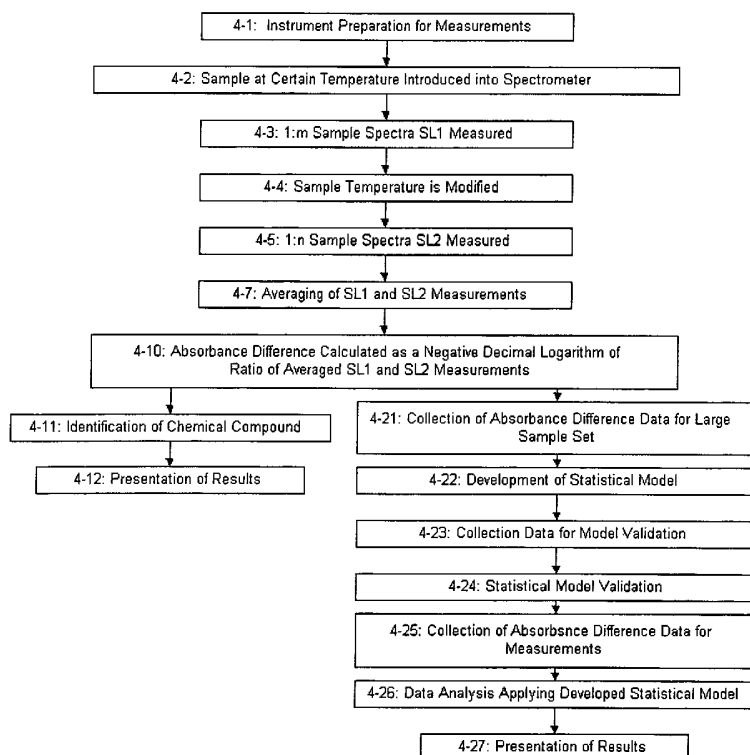 4-1: Instrument Preparation for Measurements
4-2: Sample at Certain Temperature Introduced into Spectrometer
4-3: 1:m Sample Spectra SL1 Measured
4-4: Sample Temperature is Modified
4-5: 1:n Sample Spectra SL2 Measured
4-7: Averaging of SL1 and SL2 Measurements
4-10: Absorbance Difference Calculated as a Negative Decimal Logarithm of
Ratio of Averaged SL1 and SL2 Measurements
4-11: Identification of Chemical Compound
4-12: Presentation of Results
4-21: Collection of Absorbance Difference Data for Large
Sample Set
4-22: Development of Statistical Model
4-23: Collection Data for Model Validation
4-24: Statistical Model Validation
4-25: Collection of Absorbsnce Difference Data for
Measurements
4-26: Data Analysis Applying Developed Statistical Model
4-27: Presentation of Results